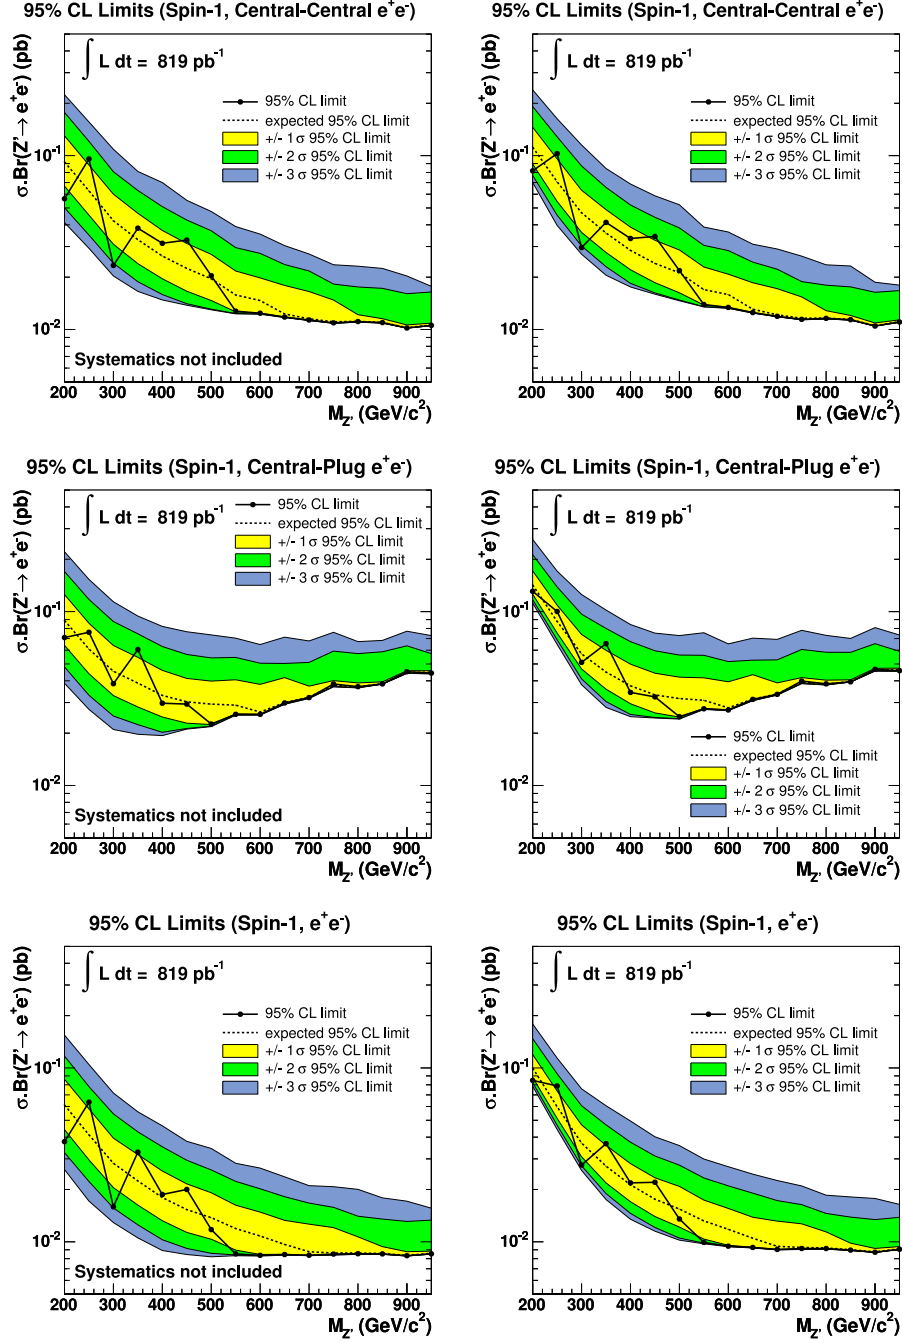 95% CL Limits (Spin-1, Central-Central e⁺e⁻)
σ.Br(Z'→ e⁺e⁻) (pb)
∫ L dt = 819 pb⁻¹
95% CL limit
expected 95% CL limit
+/- 1 σ 95% CL limit
+/- 2 σ 95% CL limit
+/- 3 σ 95% CL limit
10⁻¹
10⁻²
Systematics not included
200 300 400 500 600 700 800 900
M_Z' (GeV/c²)
95% CL Limits (Spin-1, Central-Central e⁺e⁻)
σ.Br(Z'→ e⁺e⁻) (pb)
∫ L dt = 819 pb⁻¹
95% CL limit
expected 95% CL limit
+/- 1 σ 95% CL limit
+/- 2 σ 95% CL limit
+/- 3 σ 95% CL limit
10⁻¹
10⁻²
200 300 400 500 600 700 800 900
M_Z' (GeV/c²)
95% CL Limits (Spin-1, Central-Plug e⁺e⁻)
σ.Br(Z'→ e⁺e⁻) (pb)
∫ L dt = 819 pb⁻¹
95% CL limit
expected 95% CL limit
+/- 1 σ 95% CL limit
+/- 2 σ 95% CL limit
+/- 3 σ 95% CL limit
10⁻¹
10⁻²
Systematics not included
200 300 400 500 600 700 800 900
M_Z' (GeV/c²)
95% CL Limits (Spin-1, Central-Plug e⁺e⁻)
σ.Br(Z'→ e⁺e⁻) (pb)
∫ L dt = 819 pb⁻¹
10⁻¹
95% CL limit
expected 95% CL limit
+/- 1 σ 95% CL limit
+/- 2 σ 95% CL limit
+/- 3 σ 95% CL limit
10⁻²
200 300 400 500 600 700 800 900
M_Z' (GeV/c²)
95% CL Limits (Spin-1, e⁺e⁻)
σ.Br(Z'→ e⁺e⁻) (pb)
∫ L dt = 819 pb⁻¹
95% CL limit
expected 95% CL limit
+/- 1 σ 95% CL limit
+/- 2 σ 95% CL limit
+/- 3 σ 95% CL limit
10⁻¹
10⁻²
Systematics not included
200 300 400 500 600 700 800 900
M_Z' (GeV/c²)
95% CL Limits (Spin-1, e⁺e⁻)
σ.Br(Z'→ e⁺e⁻) (pb)
∫ L dt = 819 pb⁻¹
95% CL limit
expected 95% CL limit
+/- 1 σ 95% CL limit
+/- 2 σ 95% CL limit
+/- 3 σ 95% CL limit
10⁻¹
10⁻²
200 300 400 500 600 700 800 900
M_Z' (GeV/c²)